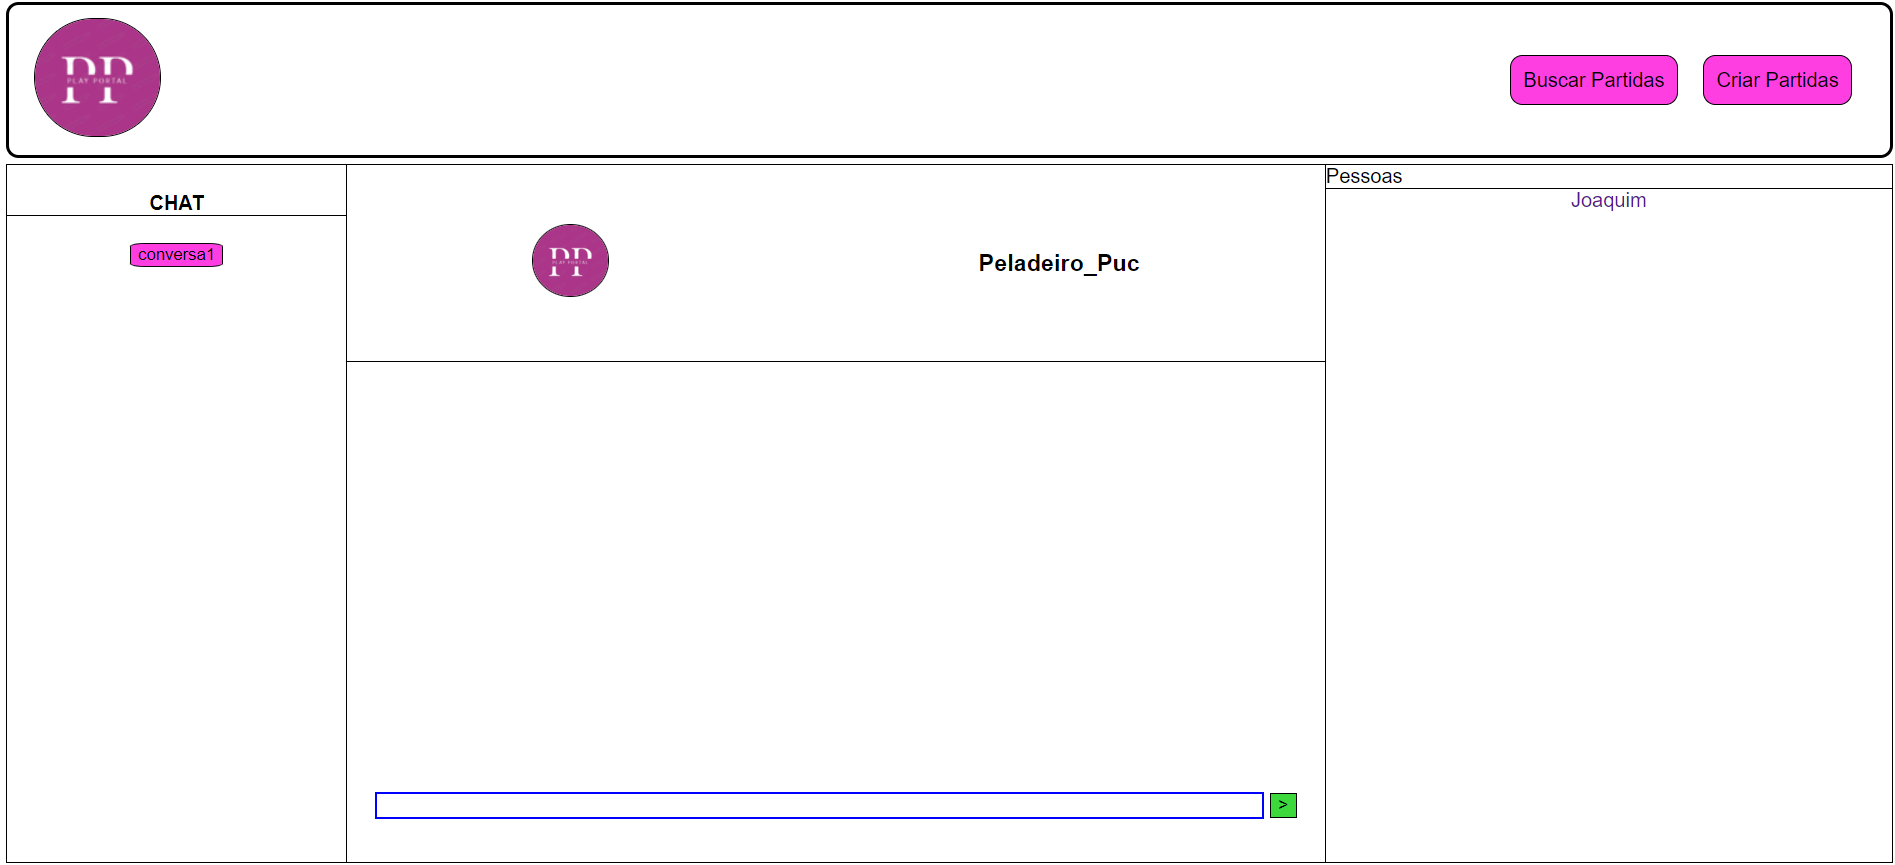 PP
PLAY PORTAL
Buscar Partidas
Criar Partidas
CHAT
conversa1
PP
PLAY PORTAL
Peladeiro_Puc
>
Pessoas
Joaquim